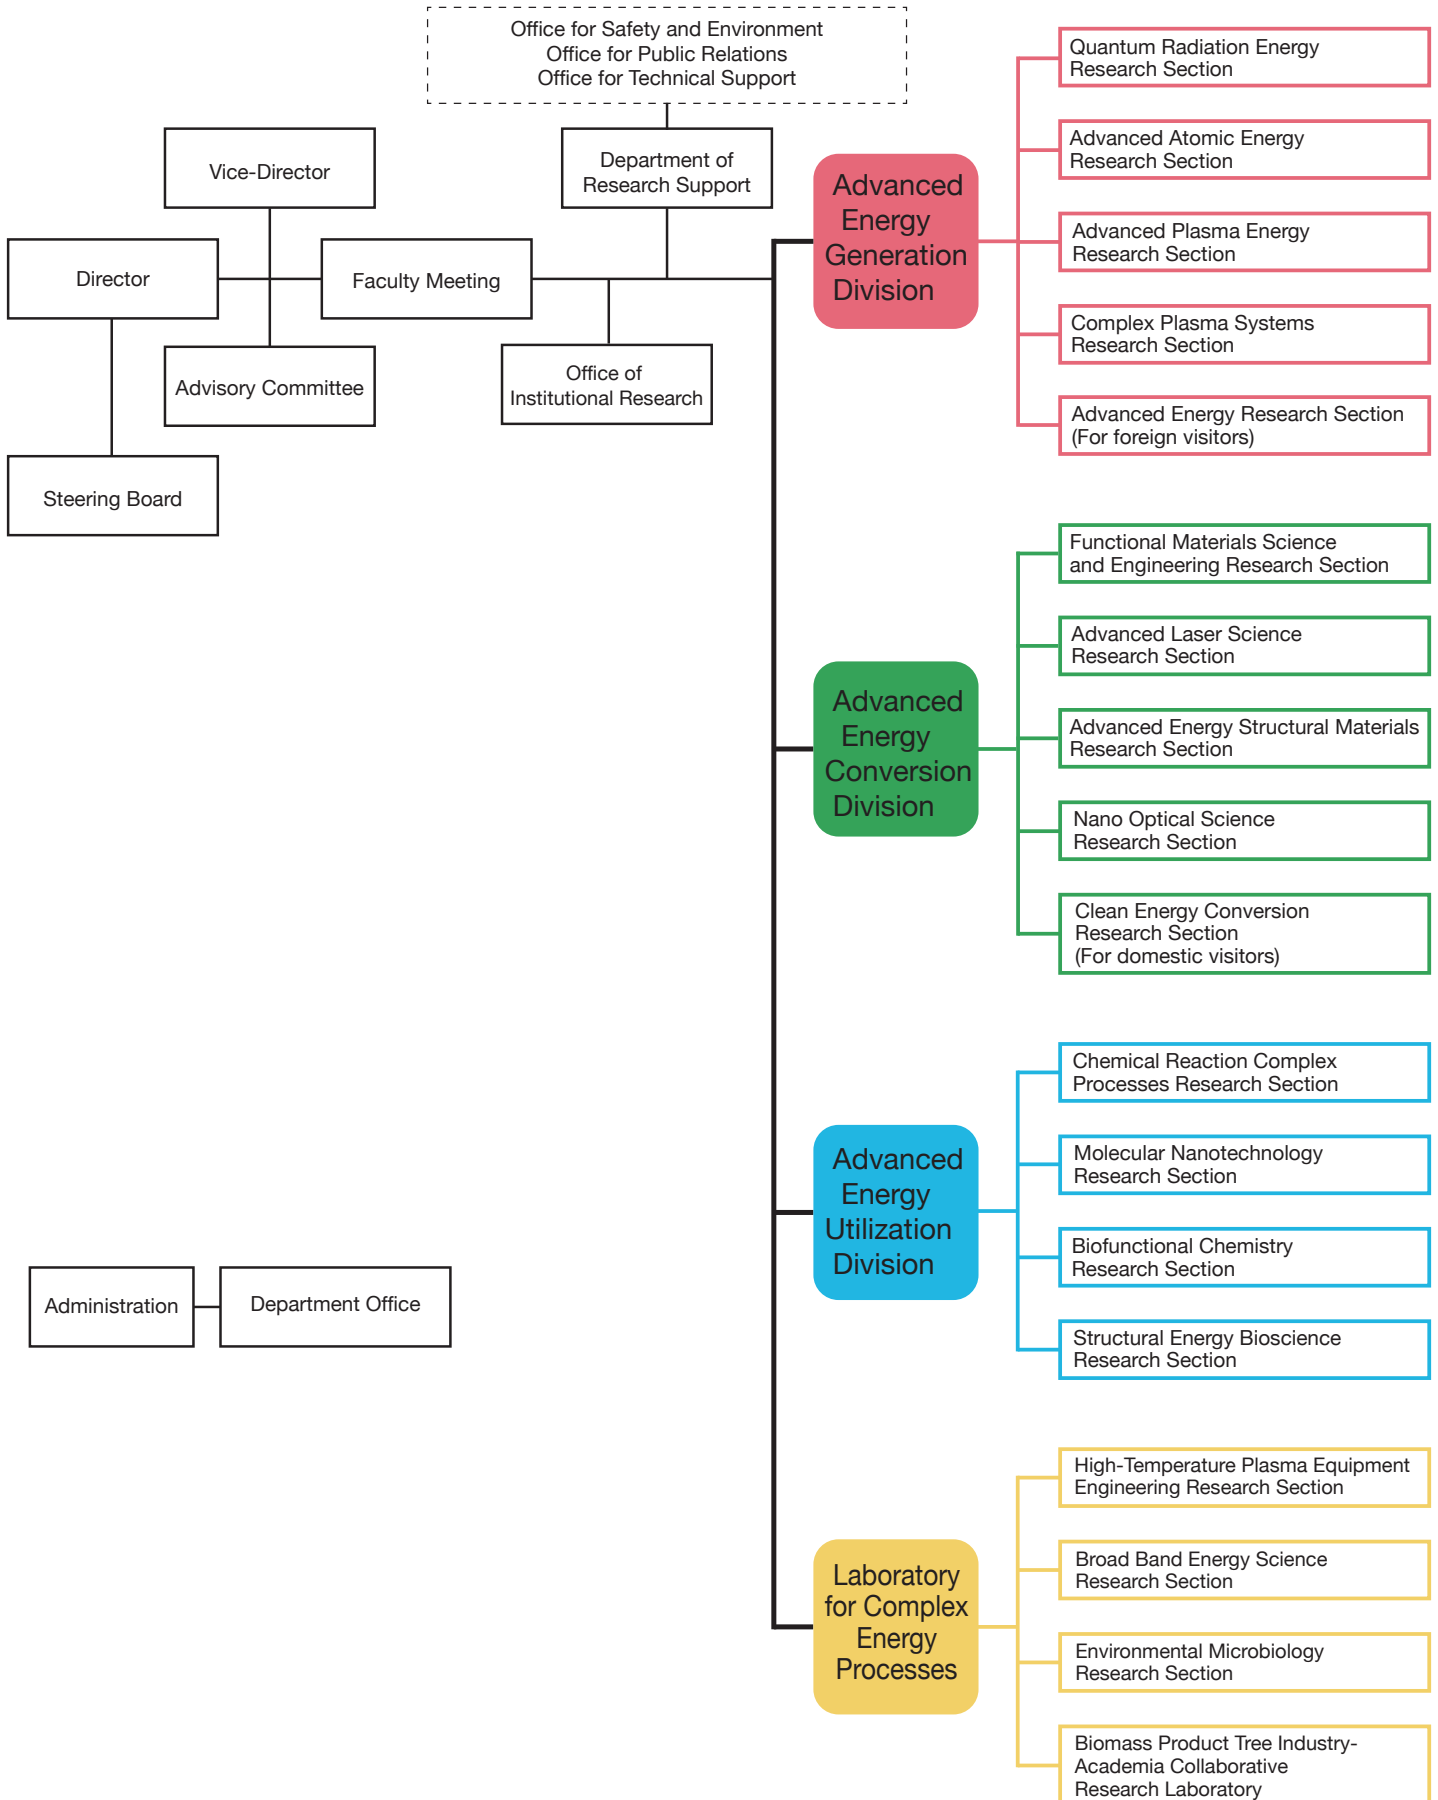 Office for Safety and Environment
Office for Public Relations
Office for Technical Support
Vice-Director
Department of
Research Support
Director
Faculty Meeting
Advisory Committee
Office of
Institutional Research
Steering Board
Administration
Department Office
Advanced
Energy
Generation
Division
Quantum Radiation Energy
Research Section
Advanced Atomic Energy
Research Section
Advanced Plasma Energy
Research Section
Complex Plasma Systems
Research Section
Advanced Energy Research Section
(For foreign visitors)
Advanced
Energy
Conversion
Division
Functional Materials Science
and Engineering Research Section
Advanced Laser Science
Research Section
Advanced Energy Structural Materials
Research Section
Nano Optical Science
Research Section
Clean Energy Conversion
Research Section
(For domestic visitors)
Advanced
Energy
Utilization
Division
Chemical Reaction Complex
Processes Research Section
Molecular Nanotechnology
Research Section
Biofunctional Chemistry
Research Section
Structural Energy Bioscience
Research Section
Laboratory
for Complex
Energy
Processes
High-Temperature Plasma Equipment
Engineering Research Section
Broad Band Energy Science
Research Section
Environmental Microbiology
Research Section
Biomass Product Tree Industry-
Academia Collaborative
Research Laboratory